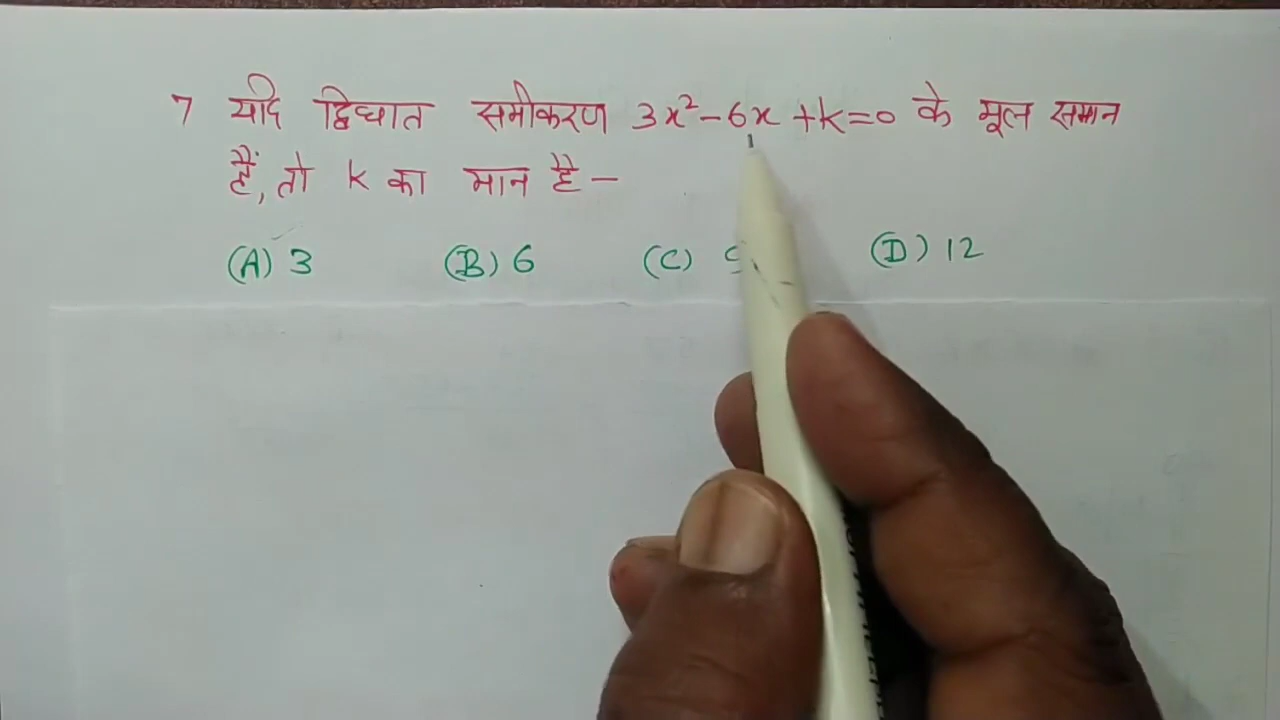 7 यदि द्विघात समीकरण 3x² - 6x + k = 0 के मूल समान
हैं, तो k का मान है -
(A) 3 (B) 6 (C) (D) 12